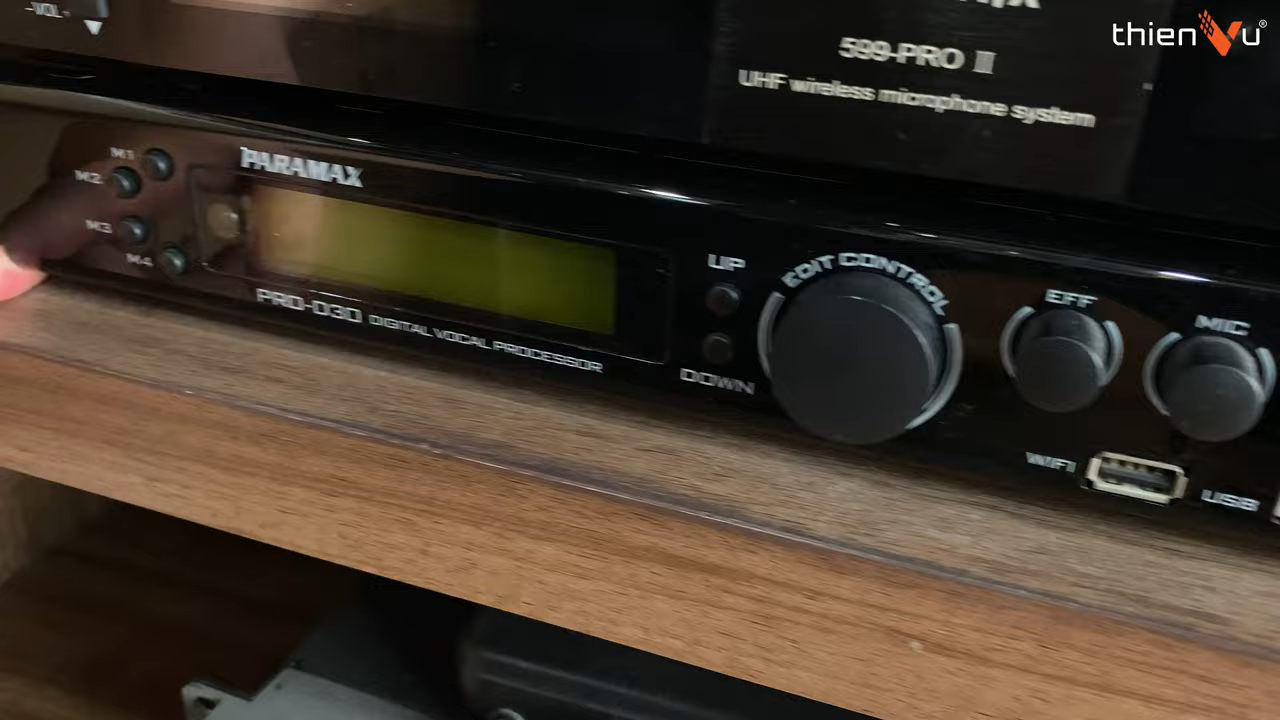 -VOL-
thienVu®
599-PRO II
UHF wireless microphone system
M1
M2
M3
M4
PARAMAX
PRO-D30 DIGITAL VOCAL PROCESSOR
UP
DOWN
EDIT CONTROL
EFF
MIC
WIFI
USB